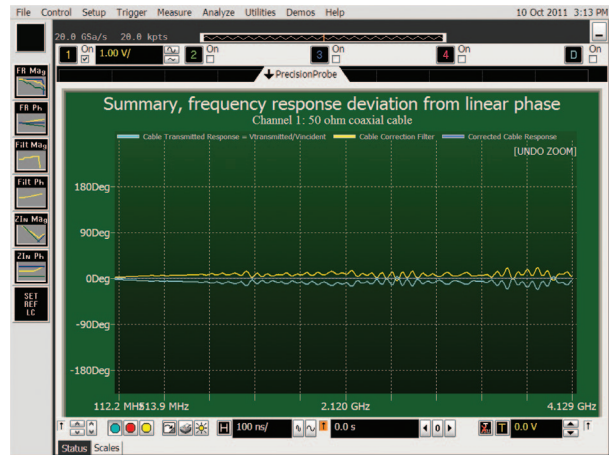 File Control Setup Trigger Measure Analyze Utilities Demos Help 10 Oct 2011 3:13 PM
20.0 GSa/s 20.0 kpts
1 On 1.00 V/ 2 On 3 On 4 On D On
PrecisionProbe
FR Mag
FR Ph
Filt Mag
Filt Ph
ZIN Mag
ZIN Ph
SET
REF
LC
Summary, frequency response deviation from linear phase
Channel 1: 50 ohm coaxial cable
Cable Transmitted Response = Vtransmitted/Vincident Cable Correction Filter Corrected Cable Response
[UNDO ZOOM]
180Deg
90Deg
0Deg
-90Deg
-180Deg
112.2 MHz 513.9 MHz 2.120 GHz 4.129 GHz
H 100 ns/ 0.0 s 0 T 0.0 V
Status Scales